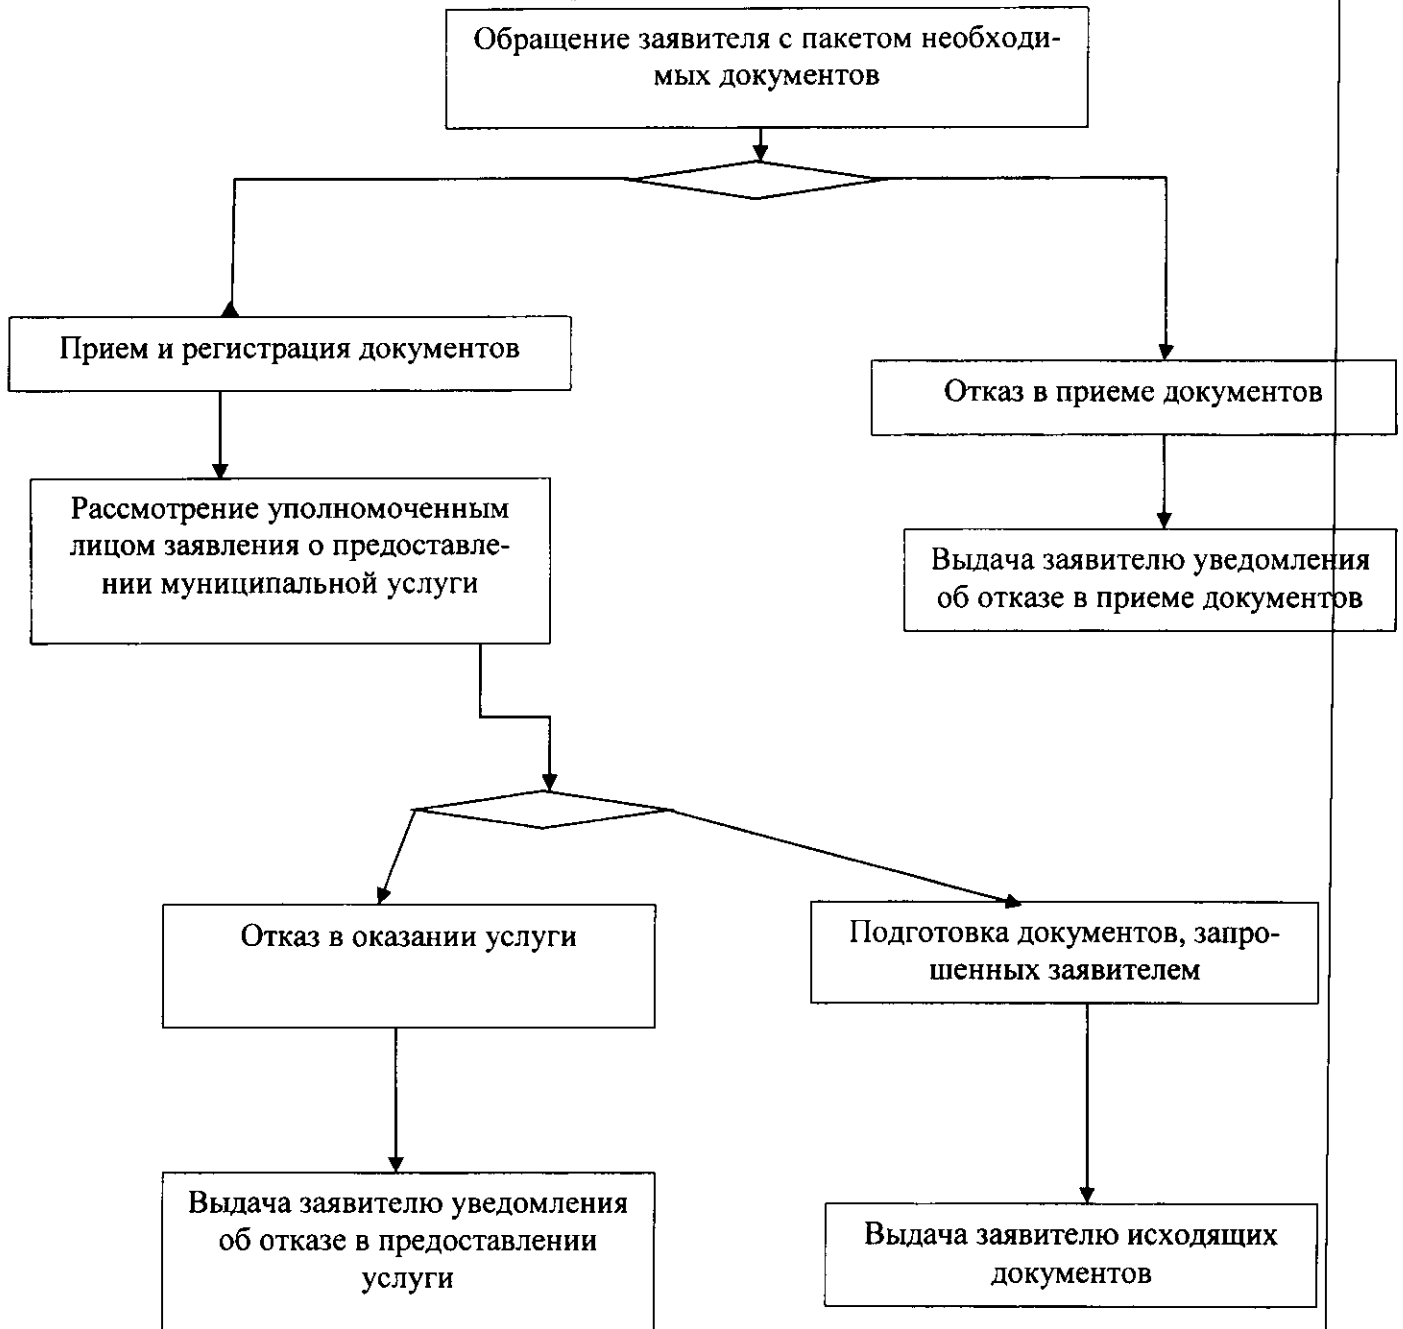 Обращение заявителя с пакетом необходи-
мых документов
Прием и регистрация документов
Отказ в приеме документов
Рассмотрение уполномоченным
лицом заявления о предоставле-
нии муниципальной услуги
Выдача заявителю уведомления
об отказе в приеме документов
Отказ в оказании услуги
Подготовка документов, запро-
шенных заявителем
Выдача заявителю уведомления
об отказе в предоставлении
услуги
Выдача заявителю исходящих
документов